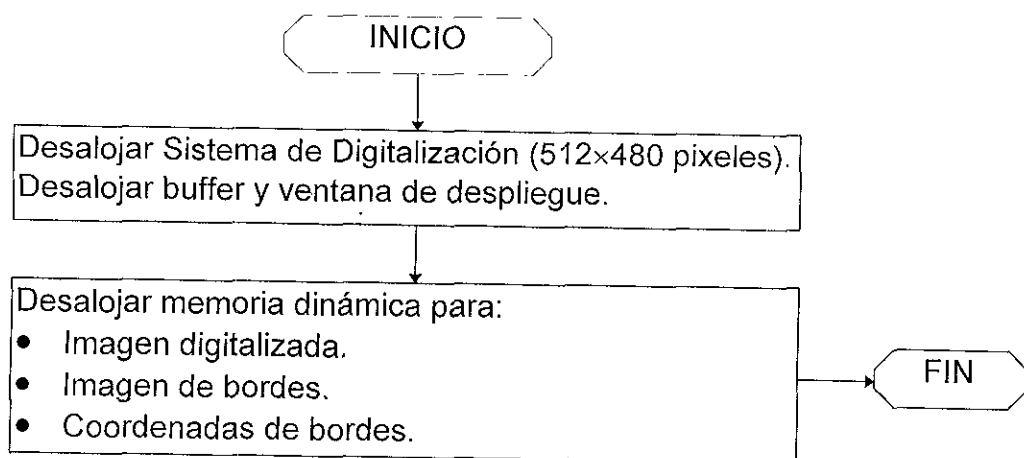 INICIO
Desalojar Sistema de Digitalización (512×480 pixeles).
Desalojar buffer y ventana de despliegue.
Desalojar memoria dinámica para:
• Imagen digitalizada.
• Imagen de bordes.
• Coordenadas de bordes.
FIN